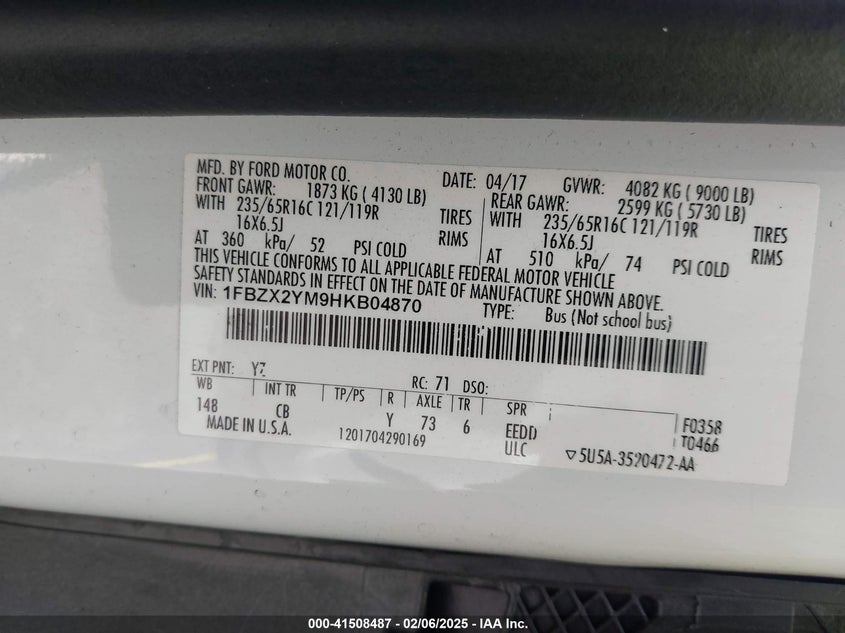 MFD. BY FORD MOTOR CO. DATE: 04/17 GVWR: 4082 KG ( 9000 LB)
FRONT GAWR: 1873 KG ( 4130 LB) REAR GAWR: 2599 KG ( 5730 LB)
WITH 235/65R16C 121/119R TIRES WITH 235/65R16C 121/119R TIRES
16X6.5J RIMS 16X6.5J RIMS
AT 360 kPa/ 52 PSI COLD AT 510 kPa/ 74 PSI COLD
THIS VEHICLE CONFORMS TO ALL APPLICABLE FEDERAL MOTOR VEHICLE
SAFETY STANDARDS IN EFFECT ON THE DATE OF MANUFACTURE SHOWN ABOVE.
VIN: 1FBZX2YM9HKB04870 TYPE: Bus (Not school bus)
EXT PNT: YZ RC: 71 DSO:
WB INT TR TP/PS R AXLE TR SPR
148 CB Y 73 6 EEDD F0358
MADE IN U.S.A. 1201704290169 ULC T0466
▽5U5A-3520472-AA
000-41508487 - 02/06/2025 - IAAI Inc.